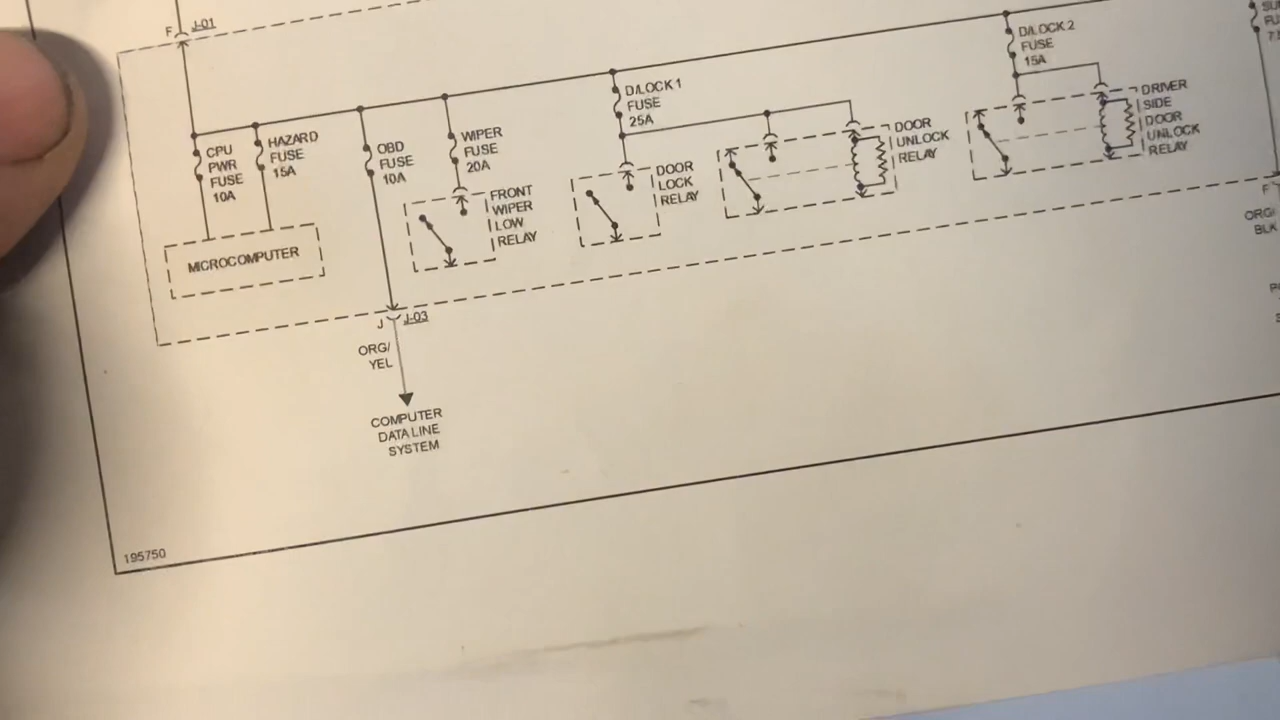 F J-01
CPU
PWR
FUSE
10A
HAZARD
FUSE
15A
OBD
FUSE
10A
WIPER
FUSE
20A
D/LOCK 1
FUSE
25A
D/LOCK 2
FUSE
15A
FRONT
WIPER
LOW
RELAY
DOOR
LOCK
RELAY
DOOR
UNLOCK
RELAY
DRIVER
SIDE
DOOR
UNLOCK
RELAY
MICROCOMPUTER
J J-03
ORG/
YEL
COMPUTER
DATA LINE
SYSTEM
F
ORG/
BLK
195750